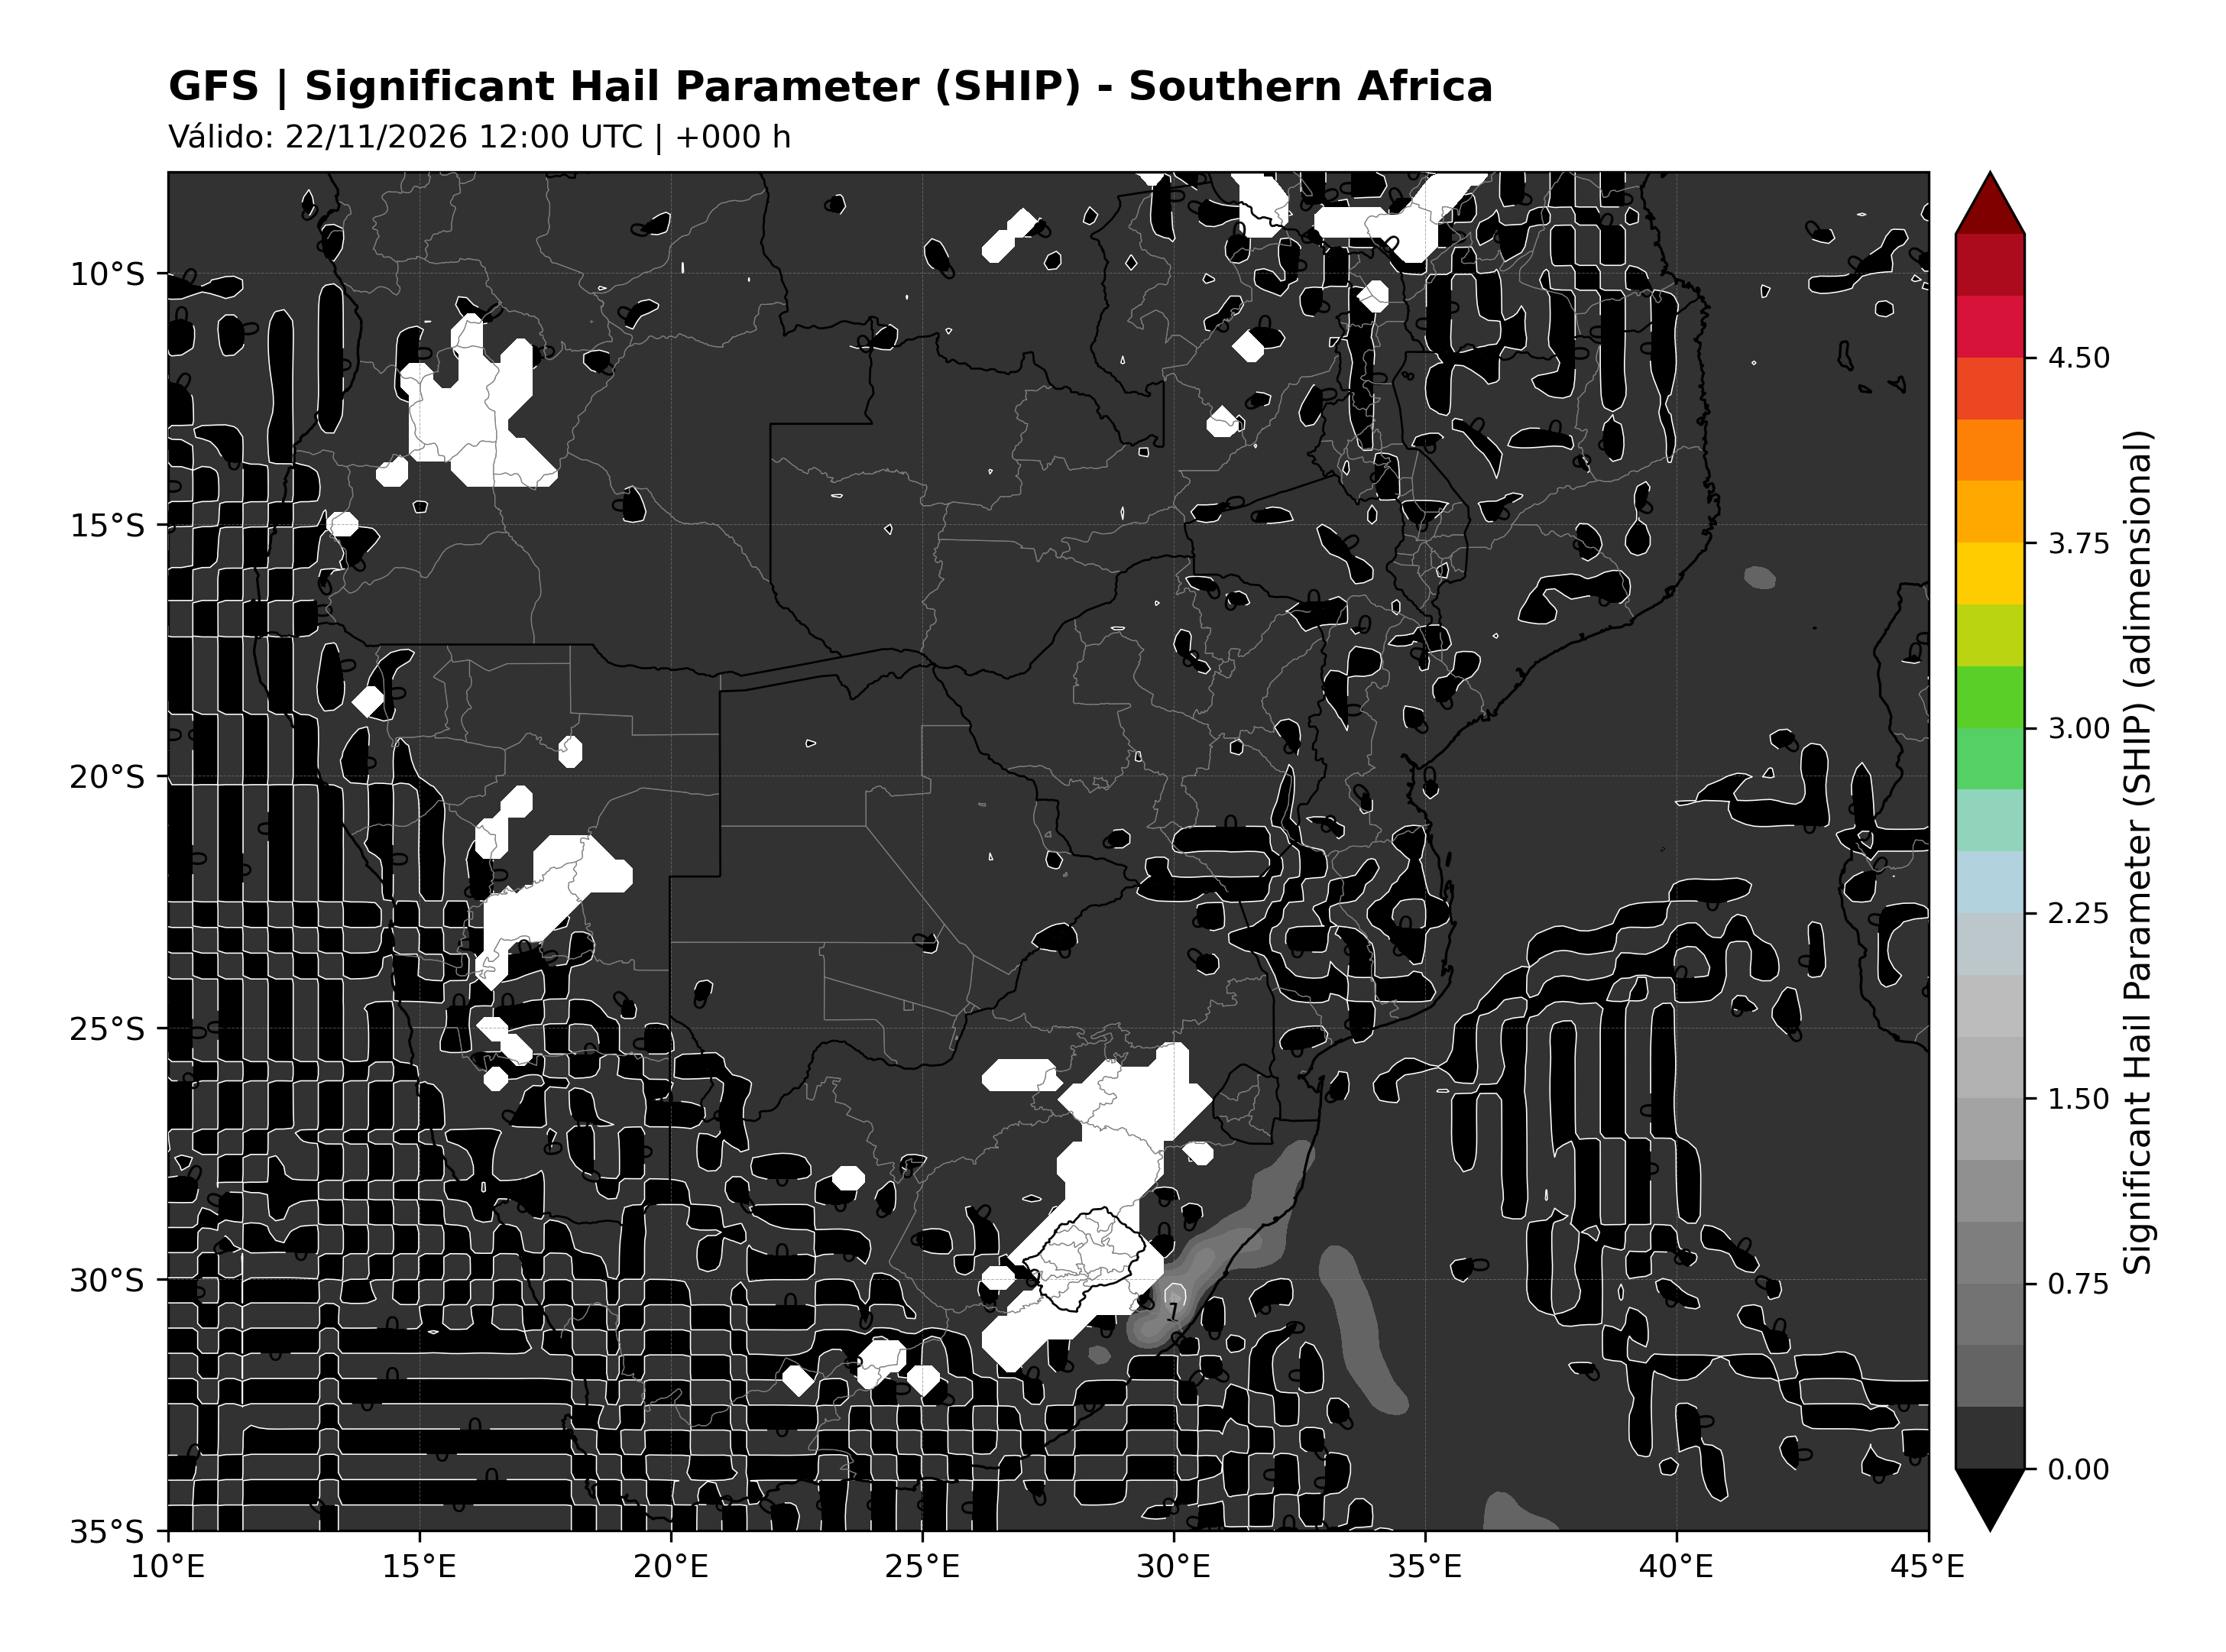 GFS | Significant Hail Parameter (SHIP) - Southern Africa
Válido: 22/11/2026 12:00 UTC | +000 h
10°S
15°S
20°S
25°S
30°S
35°S
10°E
15°E
20°E
25°E
30°E
35°E
40°E
45°E
1
4.50
3.75
3.00
2.25
1.50
0.75
0.00
Significant Hail Parameter (SHIP) (adimensional)